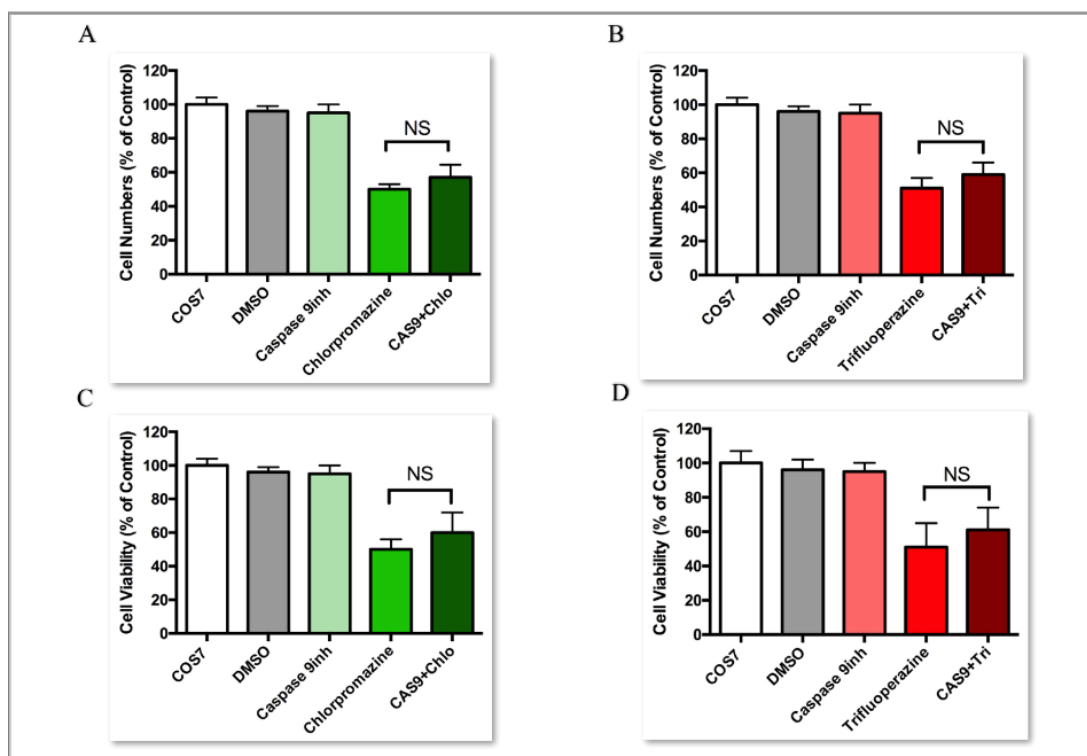 A
Cell Numbers (% of Control)
120
100
80
60
40
20
0
NS
COS7
DMSO
Caspase 9inh
Chlorpromazine
CAS9+Chlo
B
Cell Numbers (% of Control)
120
100
80
60
40
20
0
NS
COS7
DMSO
Caspase 9inh
Trifluoperazine
CAS9+Tri
C
Cell Viability (% of Control)
120
100
80
60
40
20
0
NS
COS7
DMSO
Caspase 9inh
Chlorpromazine
CAS9+Chlo
D
Cell Viability (% of Control)
120
100
80
60
40
20
0
NS
COS7
DMSO
Caspase 9inh
Trifluoperazine
CAS9+Tri